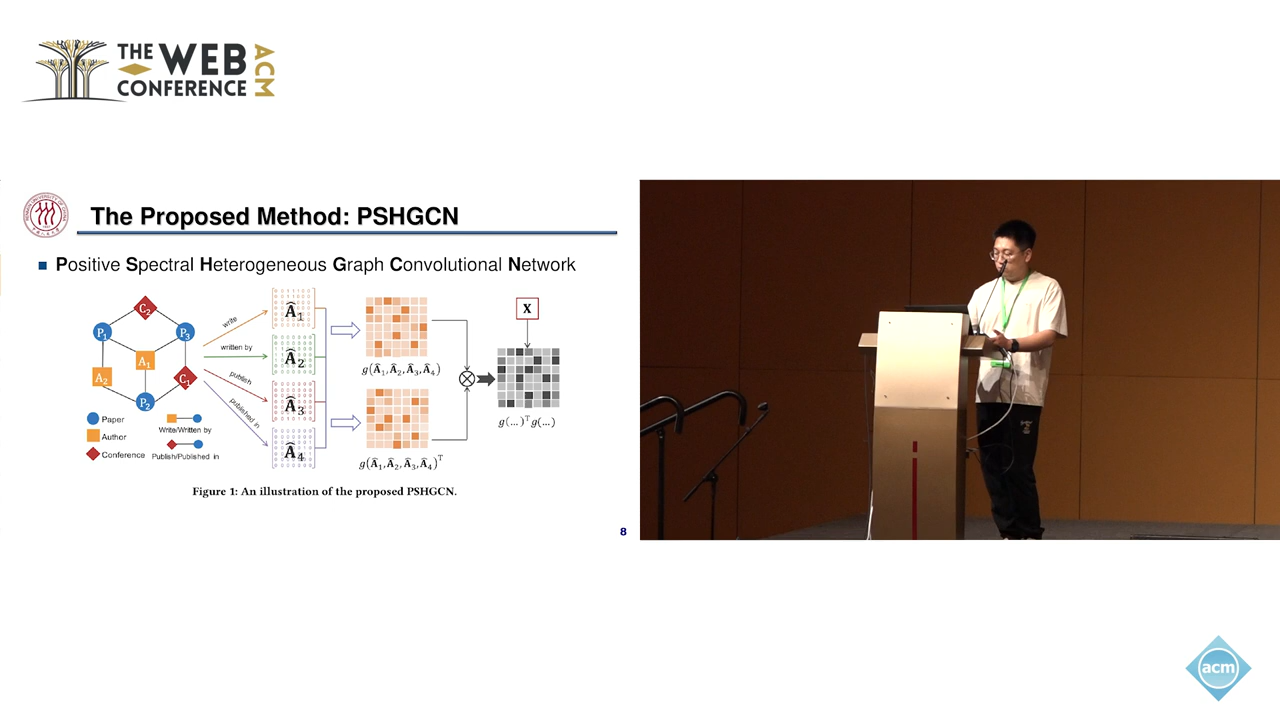 THE WEB
CONFERENCE
ACM
The Proposed Method: PSHGCN
Positive Spectral Heterogeneous Graph Convolutional Network
C₂
P₁
P₃
A₁
A₂
C₁
P₂
Paper
Author
Conference
Write/Written by
Publish/Published in
write
written by
publish
published in
Â₁
Â₂
Â₃
Â₄
g(Â₁,Â₂,Â₃,Â₄)
g(Â₁,Â₂,Â₃,Â₄)ᵀ
X
g(...)ᵀg(...)
Figure 1: An illustration of the proposed PSHGCN.
8
acm